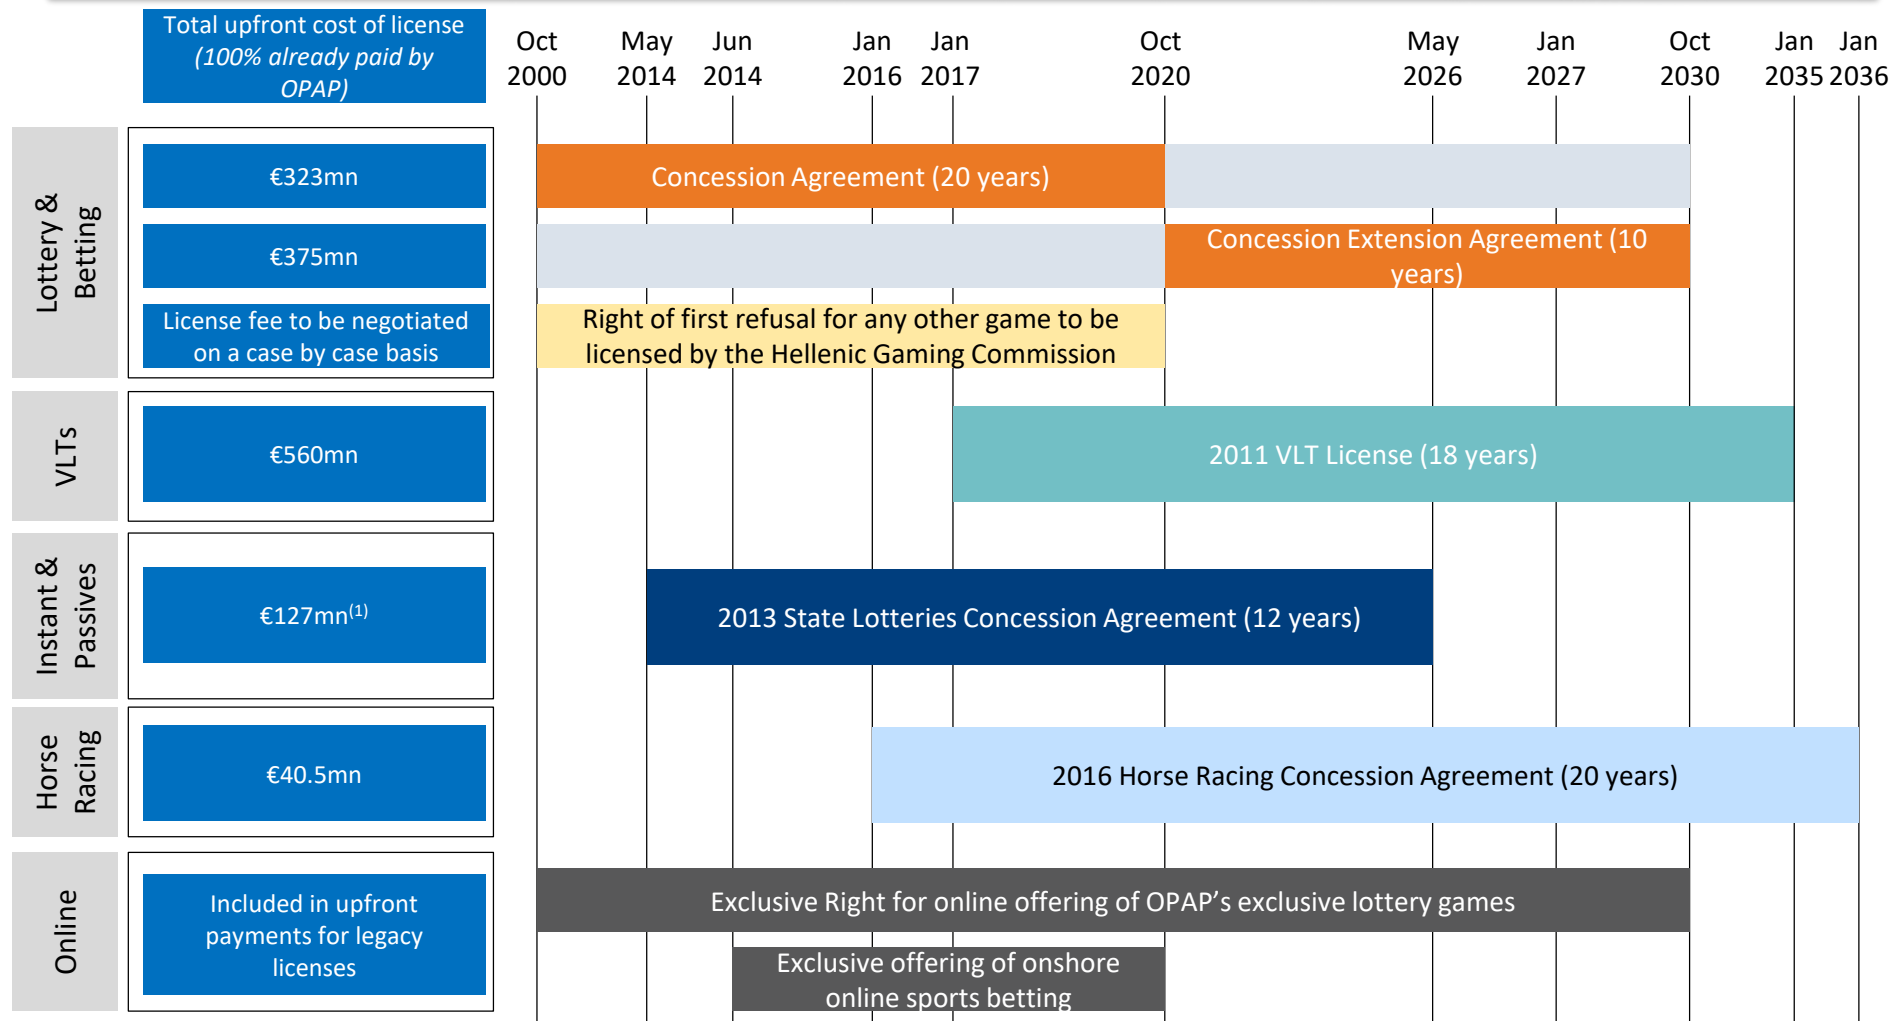 Total upfront cost of license
(100% already paid by
OPAP)
Oct
2000
May
2014
Jun
2014
Jan
2016
Jan
2017
Oct
2020
May
2026
Jan
2027
Oct
2030
Jan
2035
Jan
2036
Lottery &
Betting
€323mn
Concession Agreement (20 years)
€375mn
Concession Extension Agreement (10
years)
License fee to be negotiated
on a case by case basis
Right of first refusal for any other game to be
licensed by the Hellenic Gaming Commission
VLTs
€560mn
2011 VLT License (18 years)
Instant &
Passives
€127mn(1)
2013 State Lotteries Concession Agreement (12 years)
Horse
Racing
€40.5mn
2016 Horse Racing Concession Agreement (20 years)
Online
Included in upfront
payments for legacy
licenses
Exclusive Right for online offering of OPAP’s exclusive lottery games
Exclusive offering of onshore
online sports betting